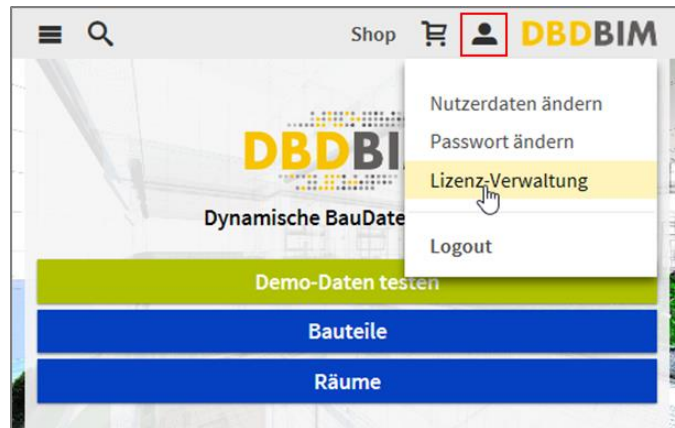 Shop DBDBIM
Nutzerdaten ändern
Passwort ändern
Lizenz-Verwaltung
Logout
DBDBI
Dynamische BauDate
Demo-Daten testen
Bauteile
Räume